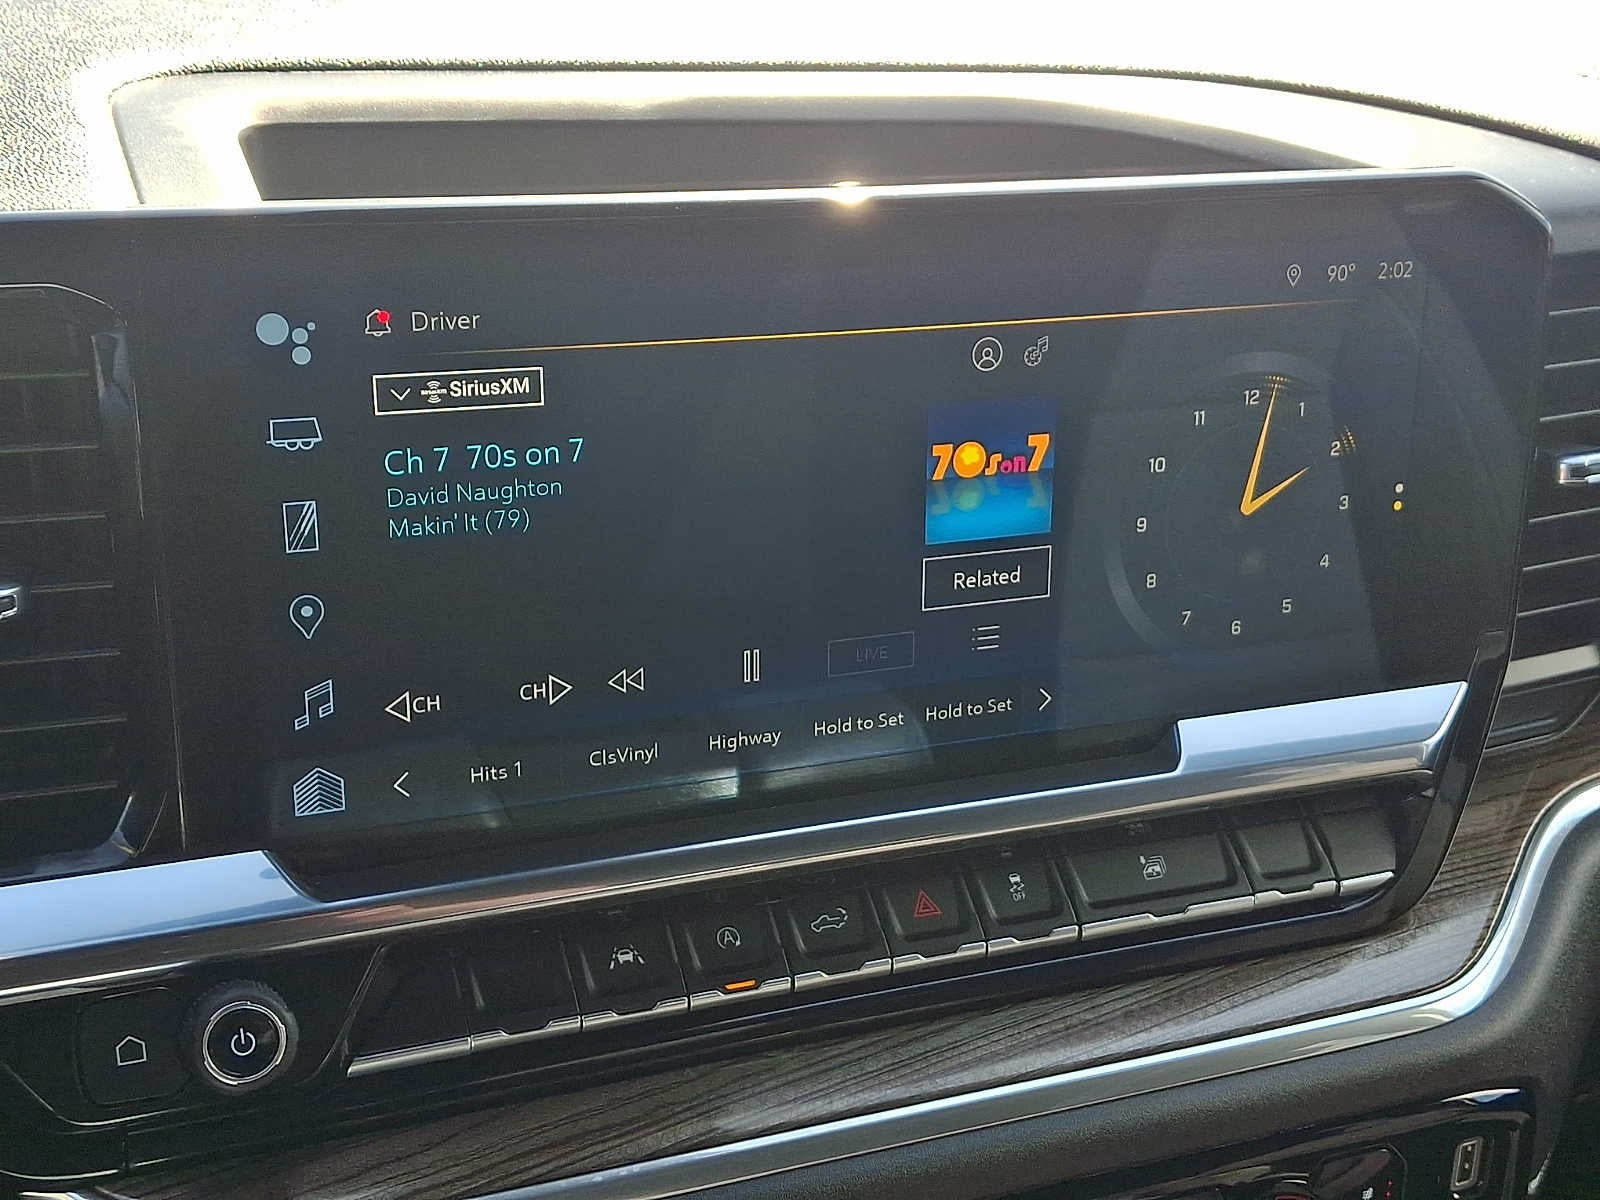 90° 2:02
Driver
SiriusXM
Ch 7 70s on 7
David Naughton
Makin' It (79)
70s on 7
Related
LIVE
CH
CH
Hits 1
ClsVinyl
Highway
Hold to Set
Hold to Set
12
1
2
3
4
5
6
7
8
9
10
11
A
OFF